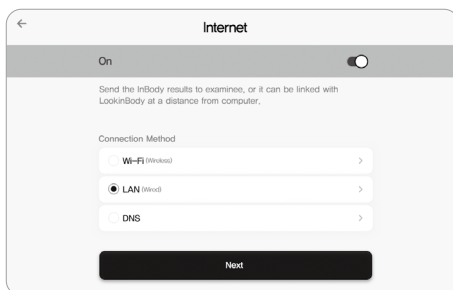 Internet
On
Send the InBody results to examinee, or it can be linked with
LookinBody at a distance from computer.
Connection Method
Wi-Fi (Wireless)
LAN (Wired)
DNS
Next